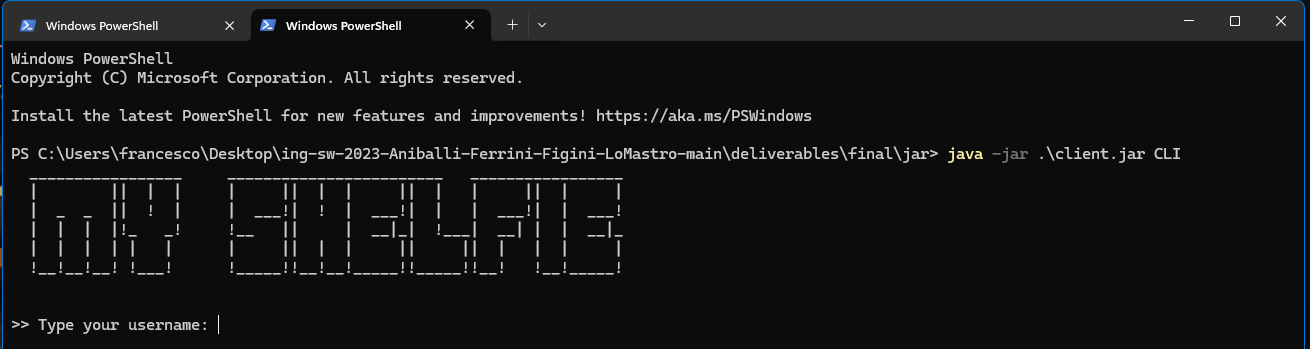 Windows PowerShell
Windows PowerShell
Windows PowerShell
Copyright (C) Microsoft Corporation. All rights reserved.
Install the latest PowerShell for new features and improvements! https://aka.ms/PSWindows
PS C:\Users\francesco\Desktop\ing-sw-2023-Aniballi-Ferrini-Figini-LoMastro-main\deliverables\final\jar> java -jar .\client.jar CLI
MY SHELFIE
>> Type your username: